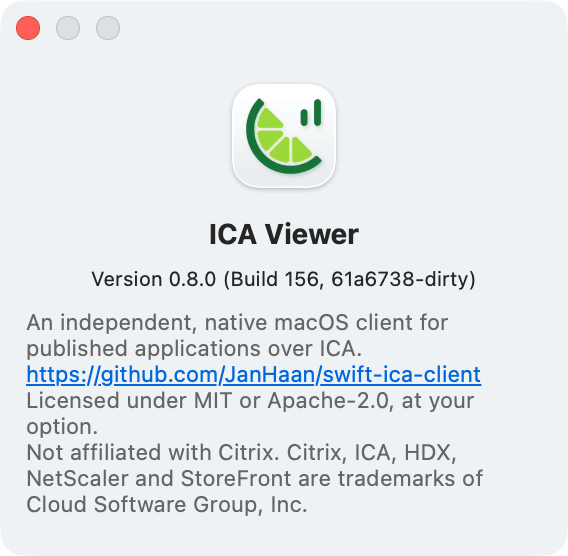 ICA Viewer
Version 0.8.0 (Build 156, 61a6738-dirty)
An independent, native macOS client for
published applications over ICA.
https://github.com/JanHaan/swift-ica-client
Licensed under MIT or Apache-2.0, at your
option.
Not affiliated with Citrix. Citrix, ICA, HDX,
NetScaler and StoreFront are trademarks of
Cloud Software Group, Inc.